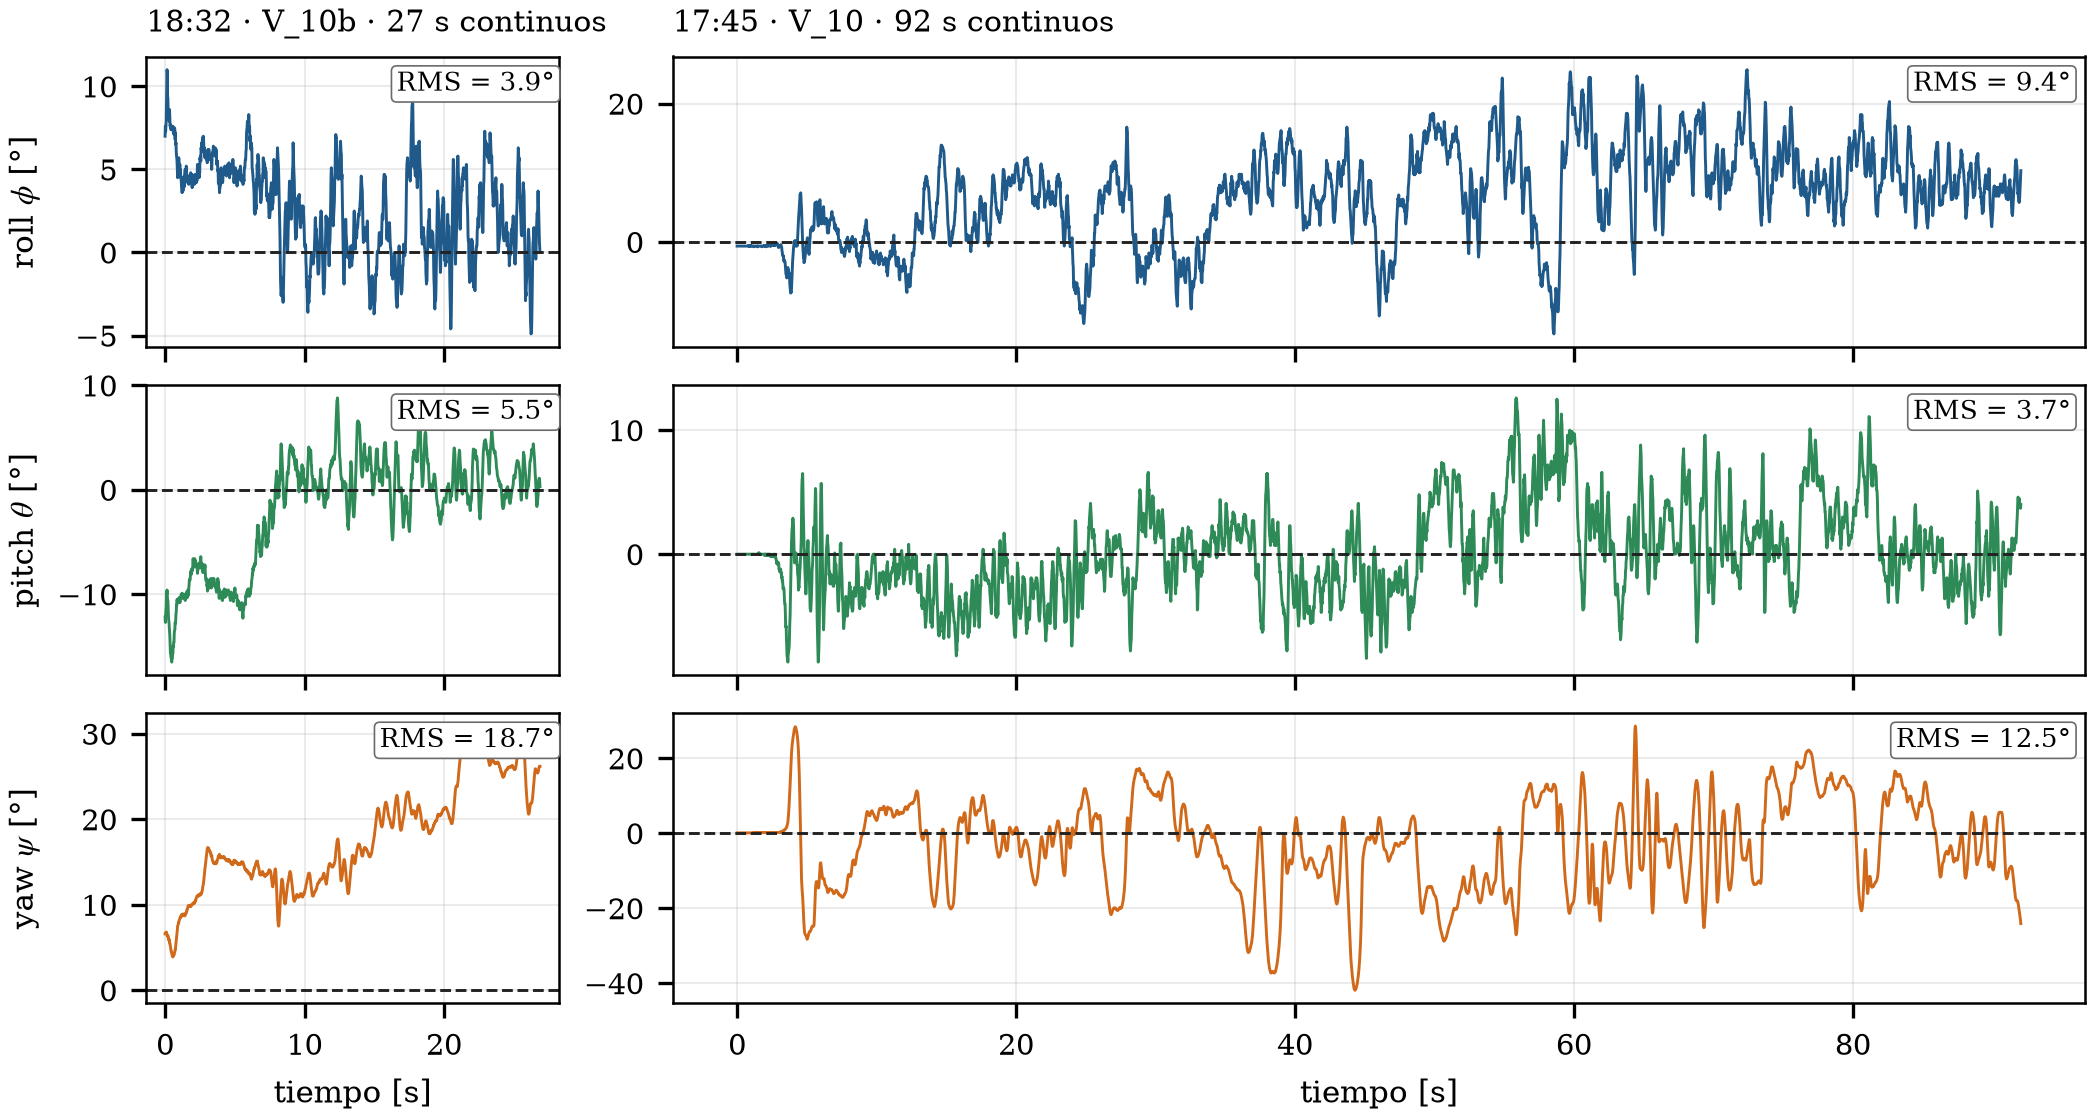 18:32 · V_10b · 27 s continuos
17:45 · V_10 · 92 s continuos
roll ϕ [°]
10
5
0
−5
RMS = 3.9°
20
0
RMS = 9.4°
pitch θ [°]
10
0
−10
RMS = 5.5°
10
0
RMS = 3.7°
yaw ψ [°]
30
20
10
0
RMS = 18.7°
20
0
−20
−40
RMS = 12.5°
0 10 20
tiempo [s]
0 20 40 60 80
tiempo [s]